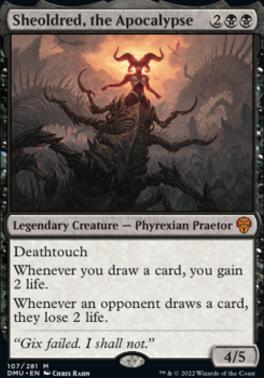 Sheoldred, the Apocalypse 2
Legendary Creature — Phyrexian Praetor
Deathtouch
Whenever you draw a card, you gain
2 life.
Whenever an opponent draws a card,
they lose 2 life.
“Gix failed. I shall not.”
4/5
107/281 M
DMU • EN Chris Rahn
™ & © 2022 Wizards of the Coast